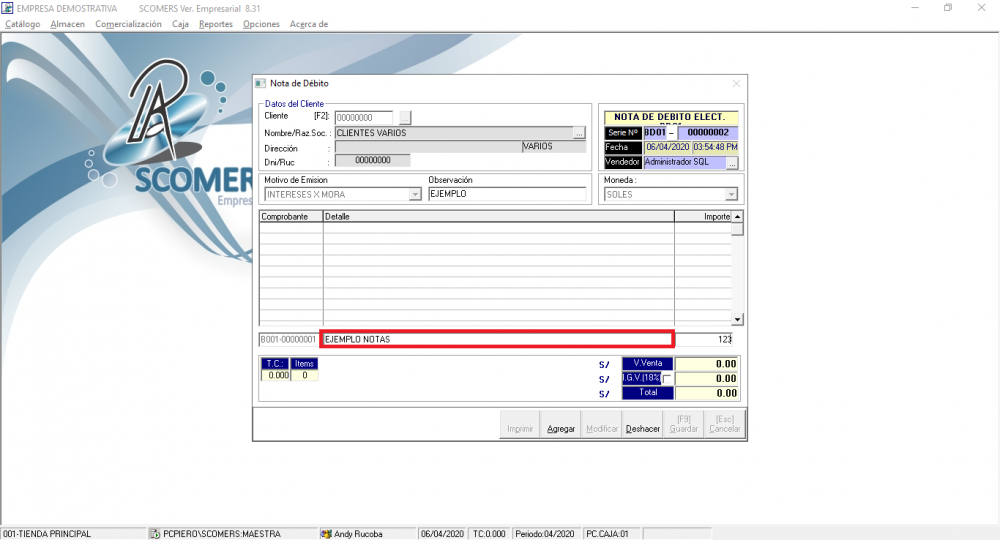 EMPRESA DEMOSTRATIVA SCOMERS Ver. Empresarial 8.31
Catálogo Almacen Comercialización Caja Reportes Opciones Acerca de
SCOMER
Empres
Nota de Débito
Datos del Cliente
Cliente [F2]: 00000000 ...
Nombre/Raz.Soc. : CLIENTES VARIOS ...
Dirección : VARIOS
Dni/Ruc : 00000000
NOTA DE DEBITO ELECT.
Serie Nº BD01 - 00000002
Fecha 06/04/2020 03:54:48 PM
Vendedor Administrador SQL ...
Motivo de Emision Observación Moneda :
INTERESES X MORA EJEMPLO SOLES
Comprobante Detalle Importe
B001-00000001 EJEMPLO NOTAS 123
T.C.: Items S/ V.Venta 0.00
0.000 0 S/ I.G.V.(18% 0.00
S/ Total 0.00
Imprimir Agregar Modificar Deshacer [F9] Guardar [Esc] Cancelar
001-TIENDA PRINCIPAL PCPIERO\SCOMERS:MAESTRA Andy Rucoba 06/04/2020 TC:0.000 Periodo:04/2020 PC.CAJA:01